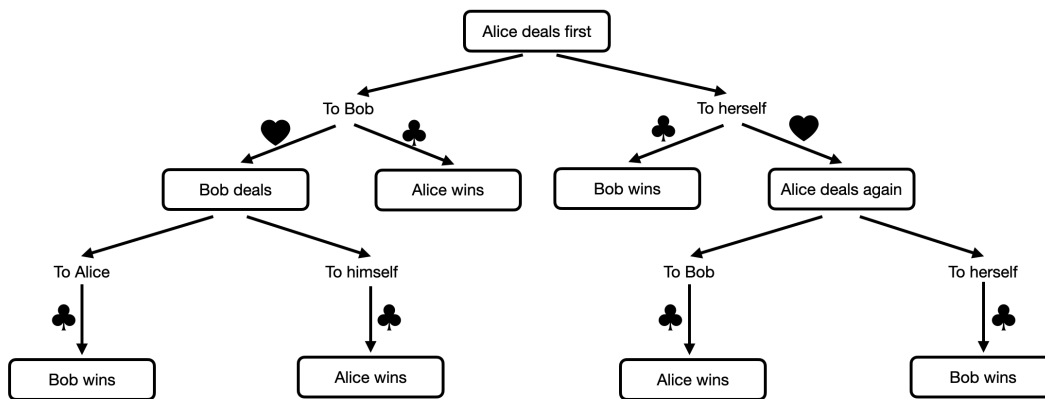 Alice deals first
To Bob
To herself
Bob deals
Alice wins
Bob wins
Alice deals again
To Alice
To himself
To Bob
To herself
Bob wins
Alice wins
Alice wins
Bob wins